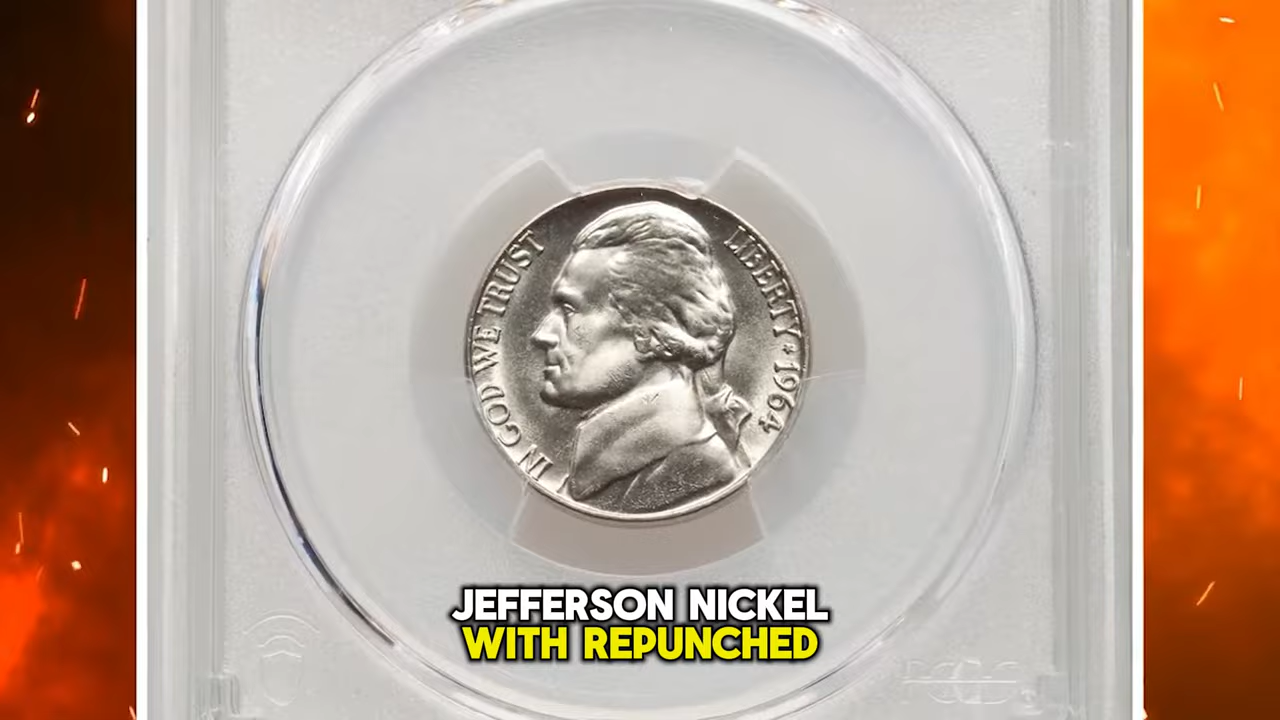 IN GOD WE TRUST
LIBERTY ★ 1964
JEFFERSON NICKEL
WITH REPUNCHED